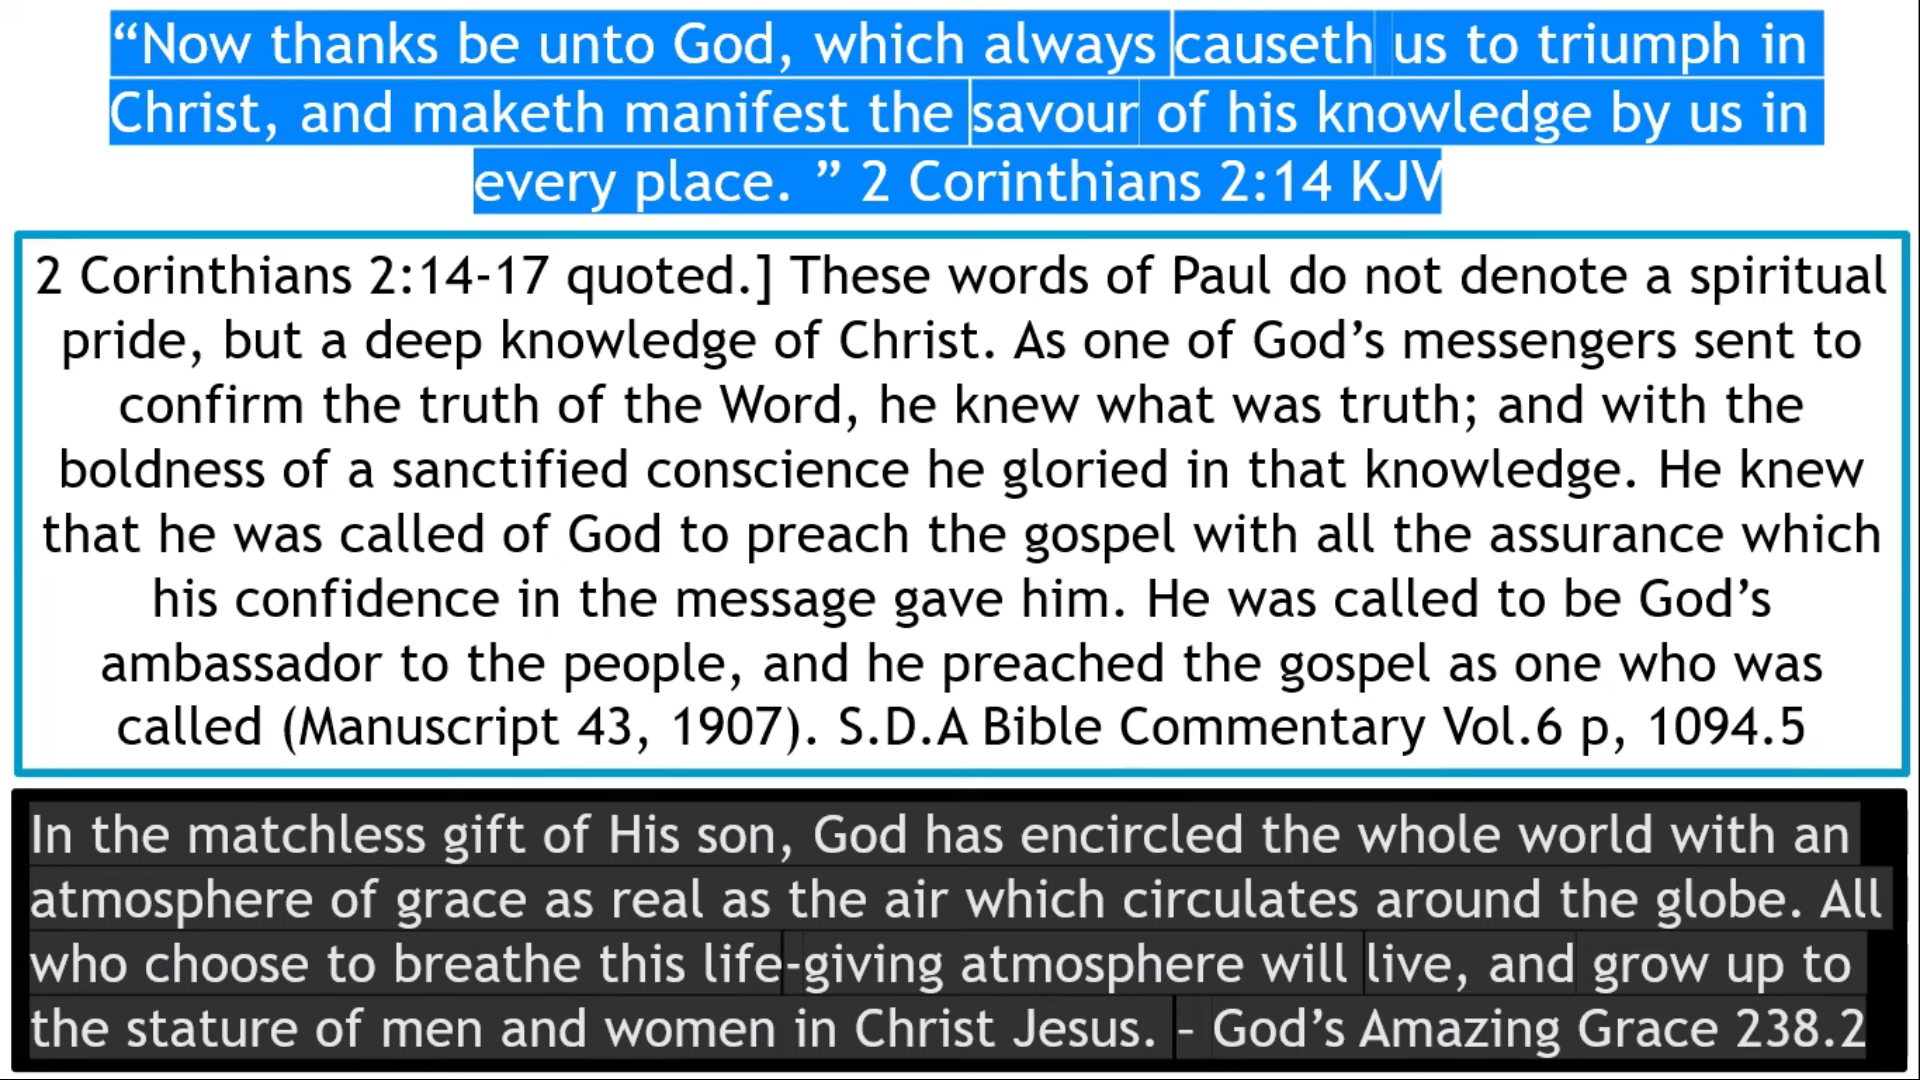 “Now thanks be unto God, which always causeth us to triumph in
Christ, and maketh manifest the savour of his knowledge by us in
every place. ” 2 Corinthians 2:14 KJV
2 Corinthians 2:14-17 quoted.] These words of Paul do not denote a spiritual
pride, but a deep knowledge of Christ. As one of God’s messengers sent to
confirm the truth of the Word, he knew what was truth; and with the
boldness of a sanctified conscience he gloried in that knowledge. He knew
that he was called of God to preach the gospel with all the assurance which
his confidence in the message gave him. He was called to be God’s
ambassador to the people, and he preached the gospel as one who was
called (Manuscript 43, 1907). S.D.A Bible Commentary Vol.6 p, 1094.5
In the matchless gift of His son, God has encircled the whole world with an
atmosphere of grace as real as the air which circulates around the globe. All
who choose to breathe this life-giving atmosphere will live, and grow up to
the stature of men and women in Christ Jesus. – God’s Amazing Grace 238.2